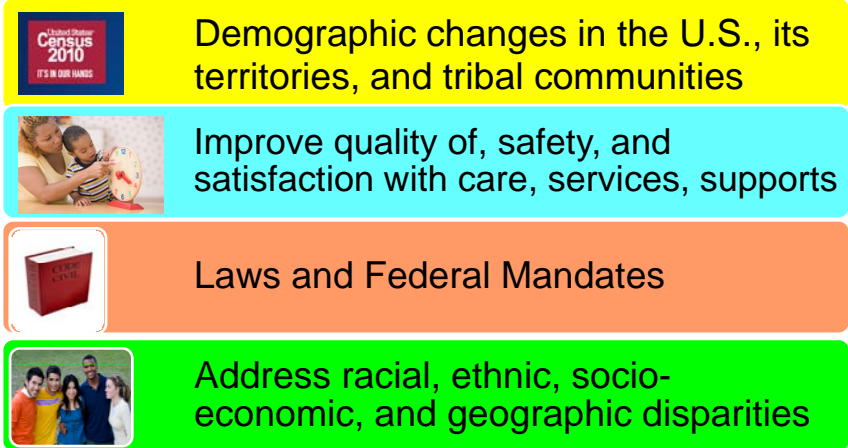 United States
Census
2010
IT'S IN OUR HANDS
Demographic changes in the U.S., its
territories, and tribal communities
Improve quality of, safety, and
satisfaction with care, services, supports
CODE
CIVIL
Laws and Federal Mandates
Address racial, ethnic, socio-
economic, and geographic disparities